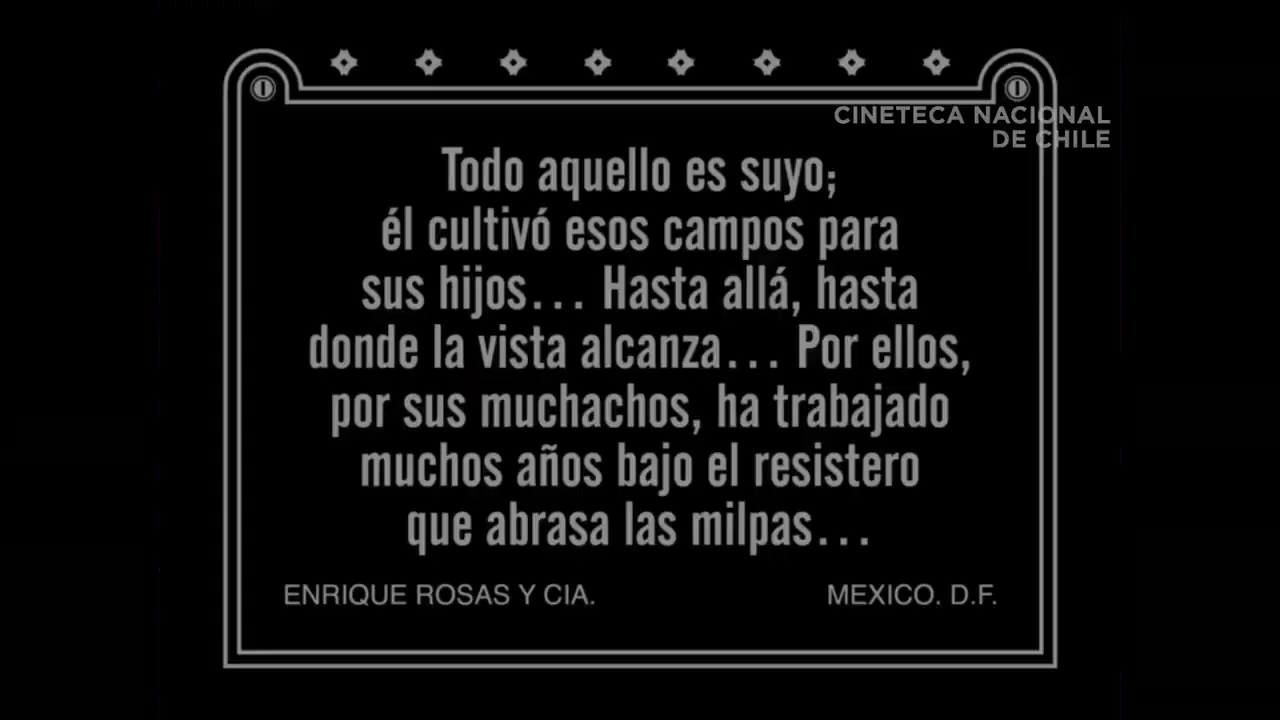 CINETECA NACIONAL
DE CHILE
Todo aquello es suyo;
él cultivó esos campos para
sus hijos... Hasta allá, hasta
donde la vista alcanza... Por ellos,
por sus muchachos, ha trabajado
muchos años bajo el resistero
que abrasa las milpas...
ENRIQUE ROSAS Y CIA.
MEXICO. D.F.